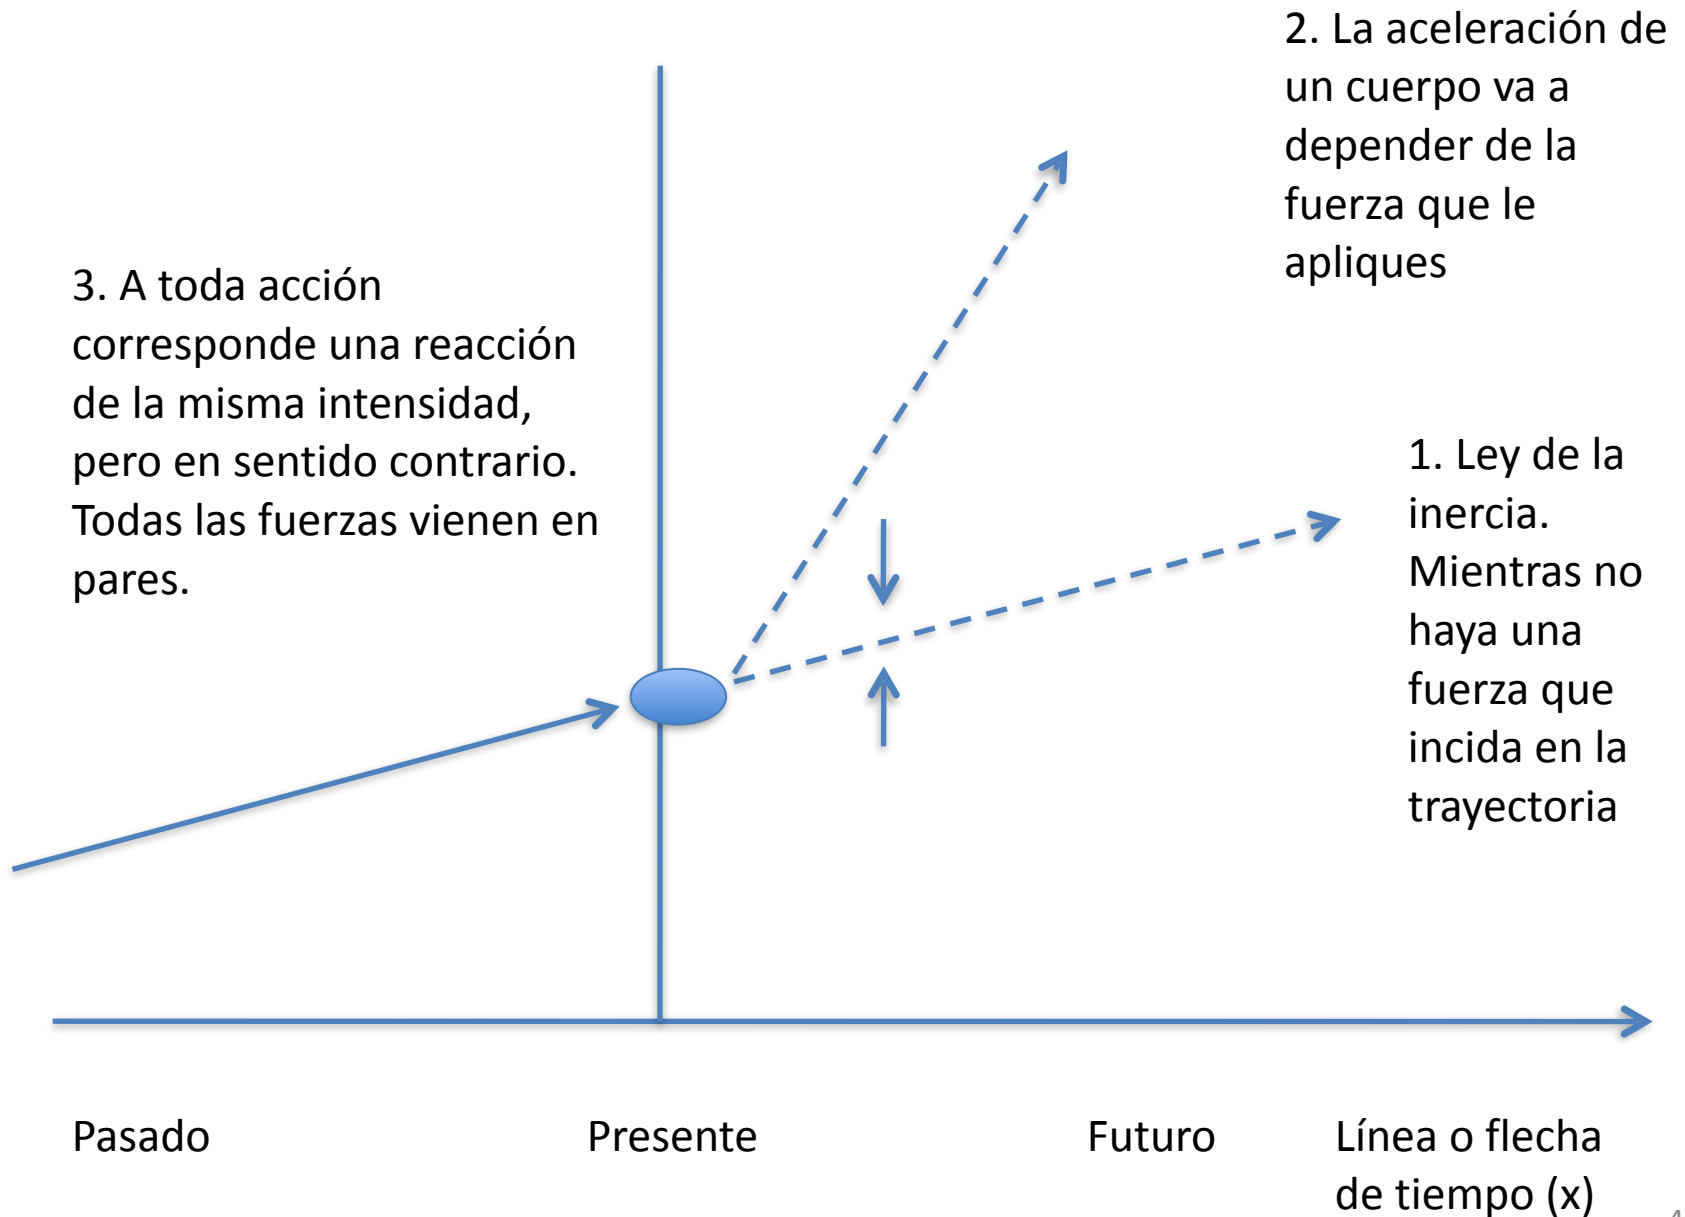 2. La aceleración de
un cuerpo va a
depender de la
fuerza que le
apliques
3. A toda acción
corresponde una reacción
de la misma intensidad,
pero en sentido contrario.
Todas las fuerzas vienen en
pares.
1. Ley de la
inercia.
Mientras no
haya una
fuerza que
incida en la
trayectoria
Pasado
Presente
Futuro
Línea o flecha
de tiempo (x)